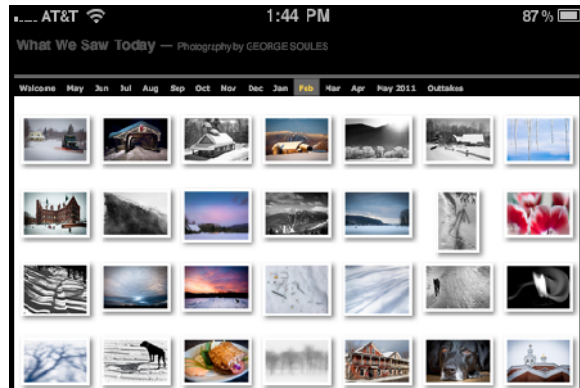 AT&T 1:44 PM 87%
What We Saw Today — Photography by GEORGE SOULES
Welcome May Jun Jul Aug Sep Oct Nov Dec Jan Feb Mar Apr May 2011 Outtakes